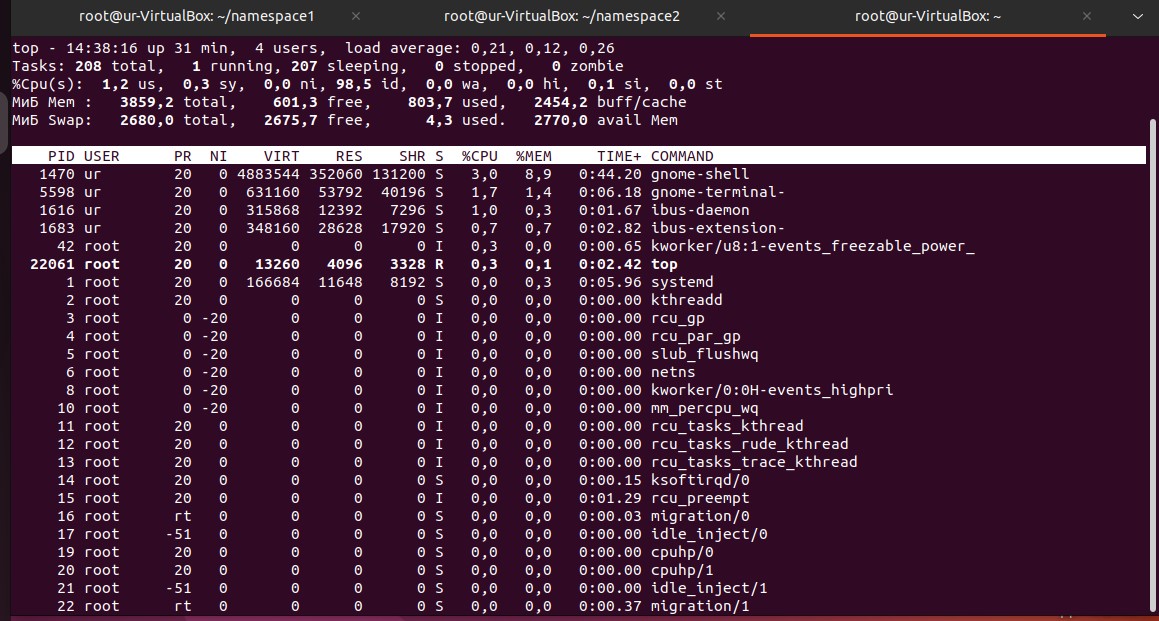 root@ur-VirtualBox: ~/namespace1 × root@ur-VirtualBox: ~/namespace2 × root@ur-VirtualBox: ~ ×
top - 14:38:16 up 31 min,  4 users,  load average: 0,21, 0,12, 0,26
Tasks: 208 total,   1 running, 207 sleeping,   0 stopped,   0 zombie
%Cpu(s):  1,2 us,  0,3 sy,  0,0 ni, 98,5 id,  0,0 wa,  0,0 hi,  0,1 si,  0,0 st
МиБ Mem :   3859,2 total,    601,3 free,    803,7 used,   2454,2 buff/cache
МиБ Swap:   2680,0 total,   2675,7 free,      4,3 used.   2770,0 avail Mem
PID USER      PR  NI    VIRT    RES    SHR S  %CPU  %MEM     TIME+ COMMAND
1470 ur        20   0 4883544 352060 131200 S   3,0   8,9   0:44.20 gnome-shell
5598 ur        20   0  631160  53792  40196 S   1,7   1,4   0:06.18 gnome-terminal-
1616 ur        20   0  315868  12392   7296 S   1,0   0,3   0:01.67 ibus-daemon
1683 ur        20   0  348160  28628  17920 S   0,7   0,7   0:02.82 ibus-extension-
42 root      20   0       0      0      0 I   0,3   0,0   0:00.65 kworker/u8:1-events_freezable_power_
22061 root      20   0   13260   4096   3328 R   0,3   0,1   0:02.42 top
1 root      20   0  166684  11648   8192 S   0,0   0,3   0:05.96 systemd
2 root      20   0       0      0      0 S   0,0   0,0   0:00.00 kthreadd
3 root       0 -20       0      0      0 I   0,0   0,0   0:00.00 rcu_gp
4 root       0 -20       0      0      0 I   0,0   0,0   0:00.00 rcu_par_gp
5 root       0 -20       0      0      0 I   0,0   0,0   0:00.00 slub_flushwq
6 root       0 -20       0      0      0 I   0,0   0,0   0:00.00 netns
8 root       0 -20       0      0      0 I   0,0   0,0   0:00.00 kworker/0:0H-events_highpri
10 root       0 -20       0      0      0 I   0,0   0,0   0:00.00 mm_percpu_wq
11 root      20   0       0      0      0 I   0,0   0,0   0:00.00 rcu_tasks_kthread
12 root      20   0       0      0      0 I   0,0   0,0   0:00.00 rcu_tasks_rude_kthread
13 root      20   0       0      0      0 I   0,0   0,0   0:00.00 rcu_tasks_trace_kthread
14 root      20   0       0      0      0 S   0,0   0,0   0:00.15 ksoftirqd/0
15 root      20   0       0      0      0 I   0,0   0,0   0:01.29 rcu_preempt
16 root      rt   0       0      0      0 S   0,0   0,0   0:00.03 migration/0
17 root     -51   0       0      0      0 S   0,0   0,0   0:00.00 idle_inject/0
19 root      20   0       0      0      0 S   0,0   0,0   0:00.00 cpuhp/0
20 root      20   0       0      0      0 S   0,0   0,0   0:00.00 cpuhp/1
21 root     -51   0       0      0      0 S   0,0   0,0   0:00.00 idle_inject/1
22 root      rt   0       0      0      0 S   0,0   0,0   0:00.37 migration/1